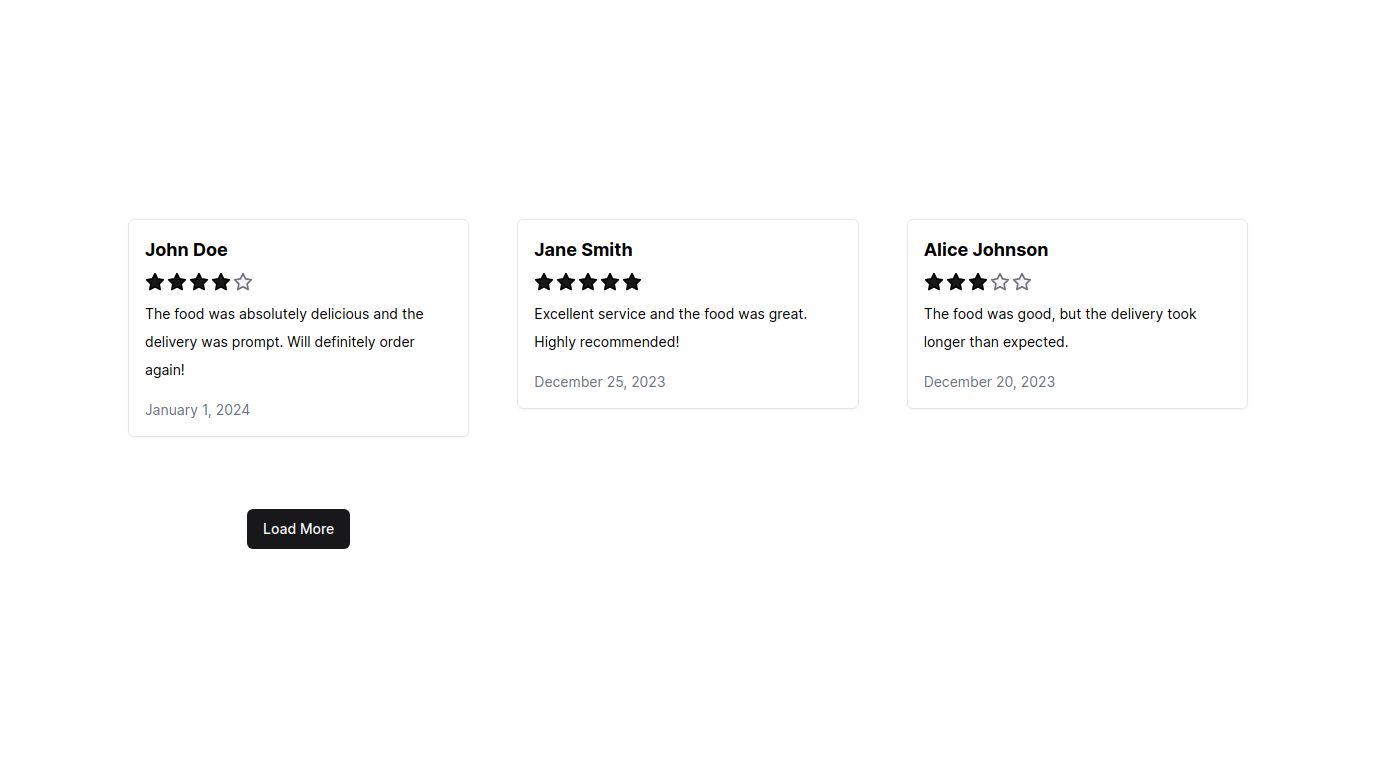 John Doe
The food was absolutely delicious and the
delivery was prompt. Will definitely order
again!
January 1, 2024
Jane Smith
Excellent service and the food was great.
Highly recommended!
December 25, 2023
Alice Johnson
The food was good, but the delivery took
longer than expected.
December 20, 2023
Load More